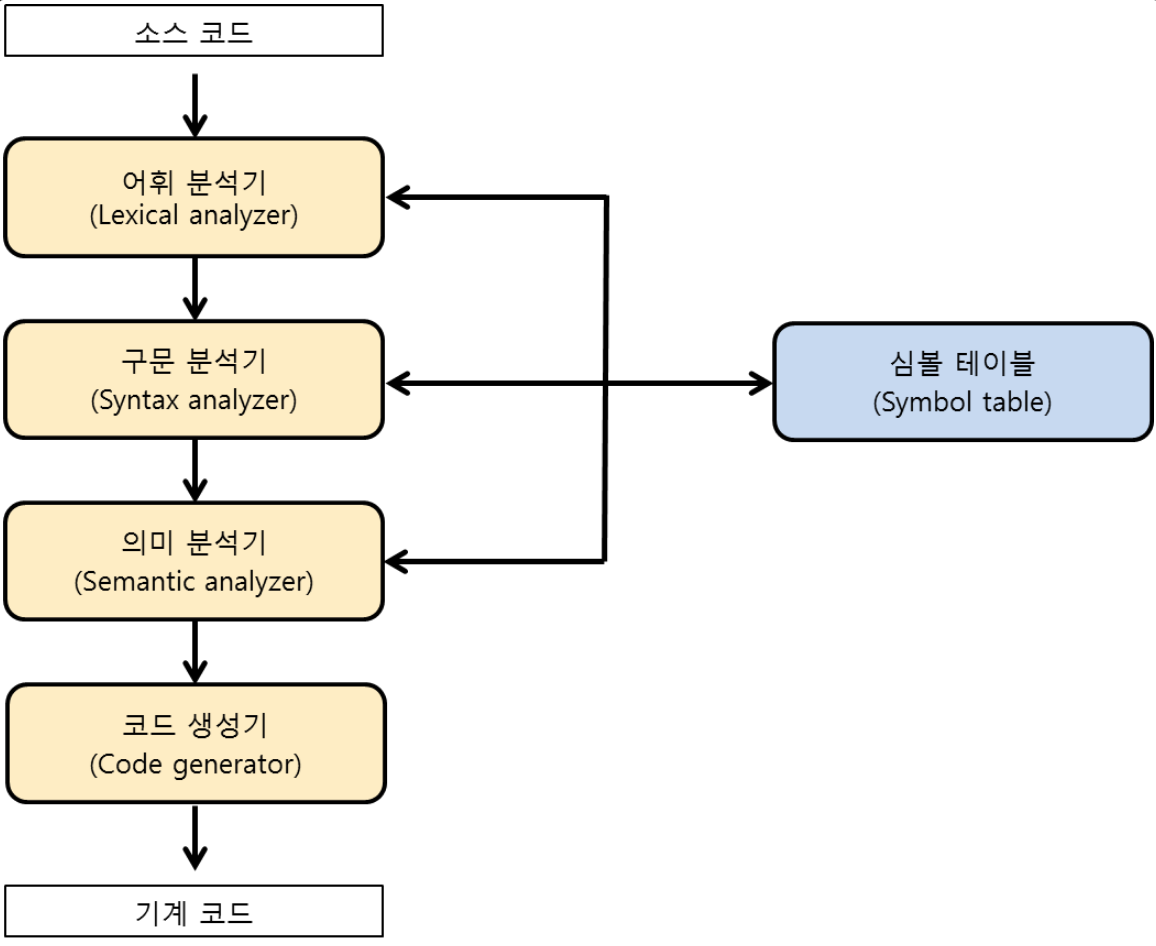 소스 코드
어휘 분석기
(Lexical analyzer)
구문 분석기
(Syntax analyzer)
심볼 테이블
(Symbol table)
의미 분석기
(Semantic analyzer)
코드 생성기
(Code generator)
기계 코드